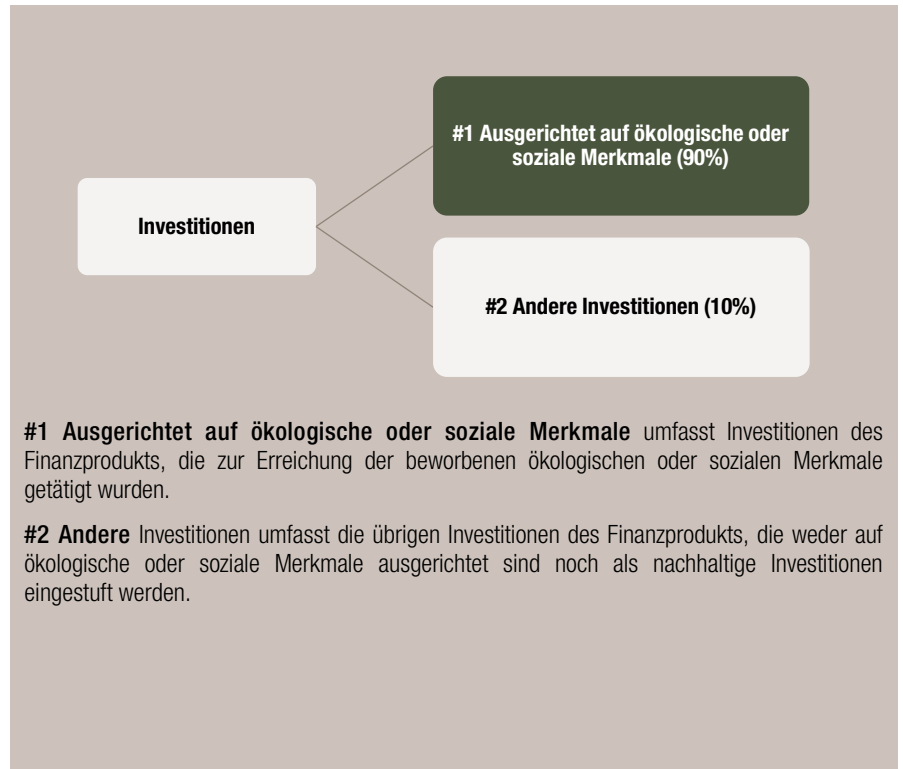 #1 Ausgerichtet auf ökologische oder
soziale Merkmale (90%)
Investitionen
#2 Andere Investitionen (10%)
#1 Ausgerichtet auf ökologische oder soziale Merkmale umfasst Investitionen des
Finanzprodukts, die zur Erreichung der beworbenen ökologischen oder sozialen Merkmale
getätigt wurden.
#2 Andere Investitionen umfasst die übrigen Investitionen des Finanzprodukts, die weder auf
ökologische oder soziale Merkmale ausgerichtet sind noch als nachhaltige Investitionen
eingestuft werden.